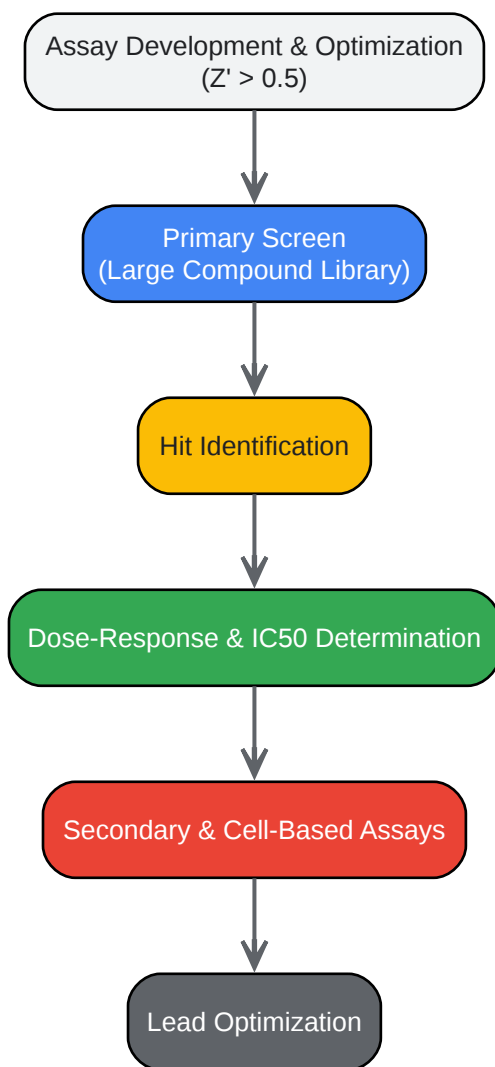 Assay Development & Optimization
(Z' > 0.5)
Primary Screen
(Large Compound Library)
Hit Identification
Dose-Response & IC50 Determination
Secondary & Cell-Based Assays
Lead Optimization